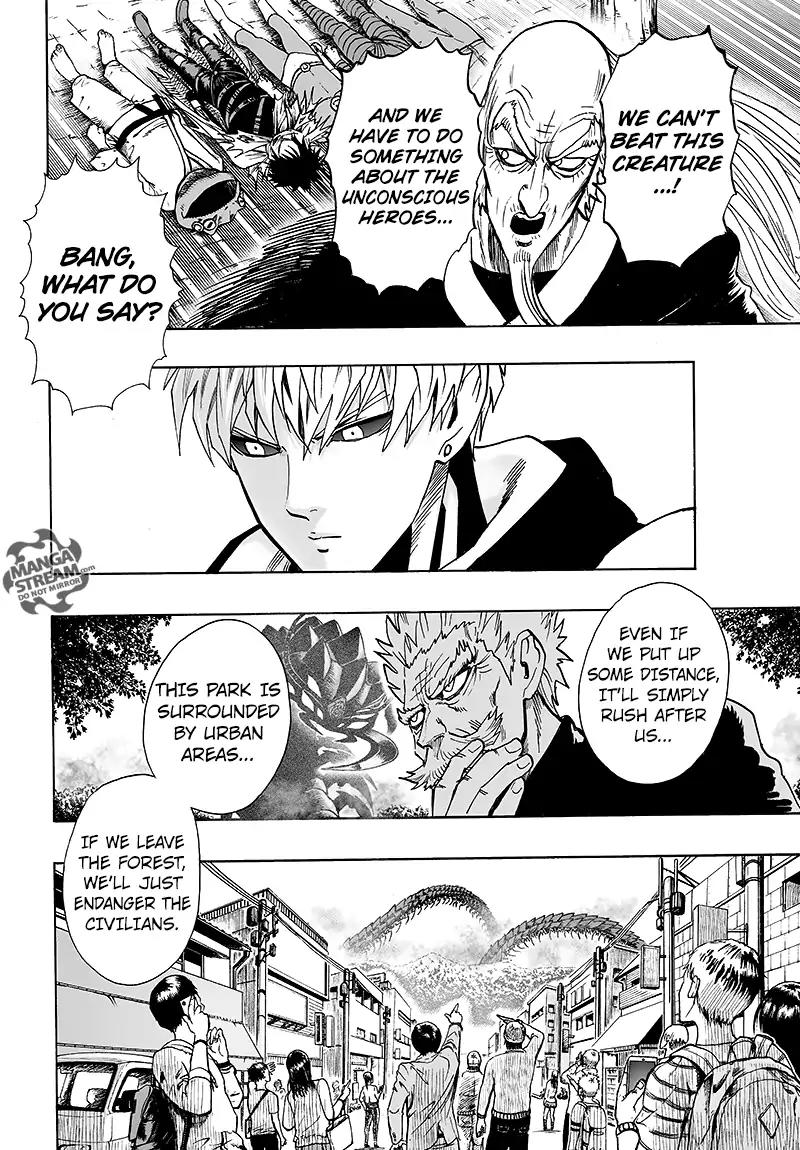 WE CAN'T
BEAT THIS
CREATURE
...!
AND WE
HAVE TO DO
SOMETHING
ABOUT THE
UNCONSCIOUS
HEROES...
BANG,
WHAT DO
YOU SAY?
MANGA
STREAM.com
DO NOT MIRROR
EVEN IF
WE PUT UP
SOME DISTANCE,
IT'LL SIMPLY
RUSH AFTER
US...
THIS PARK IS
SURROUNDED
BY URBAN
AREAS...
IF WE LEAVE
THE FOREST,
WE'LL JUST
ENDANGER THE
CIVILIANS.